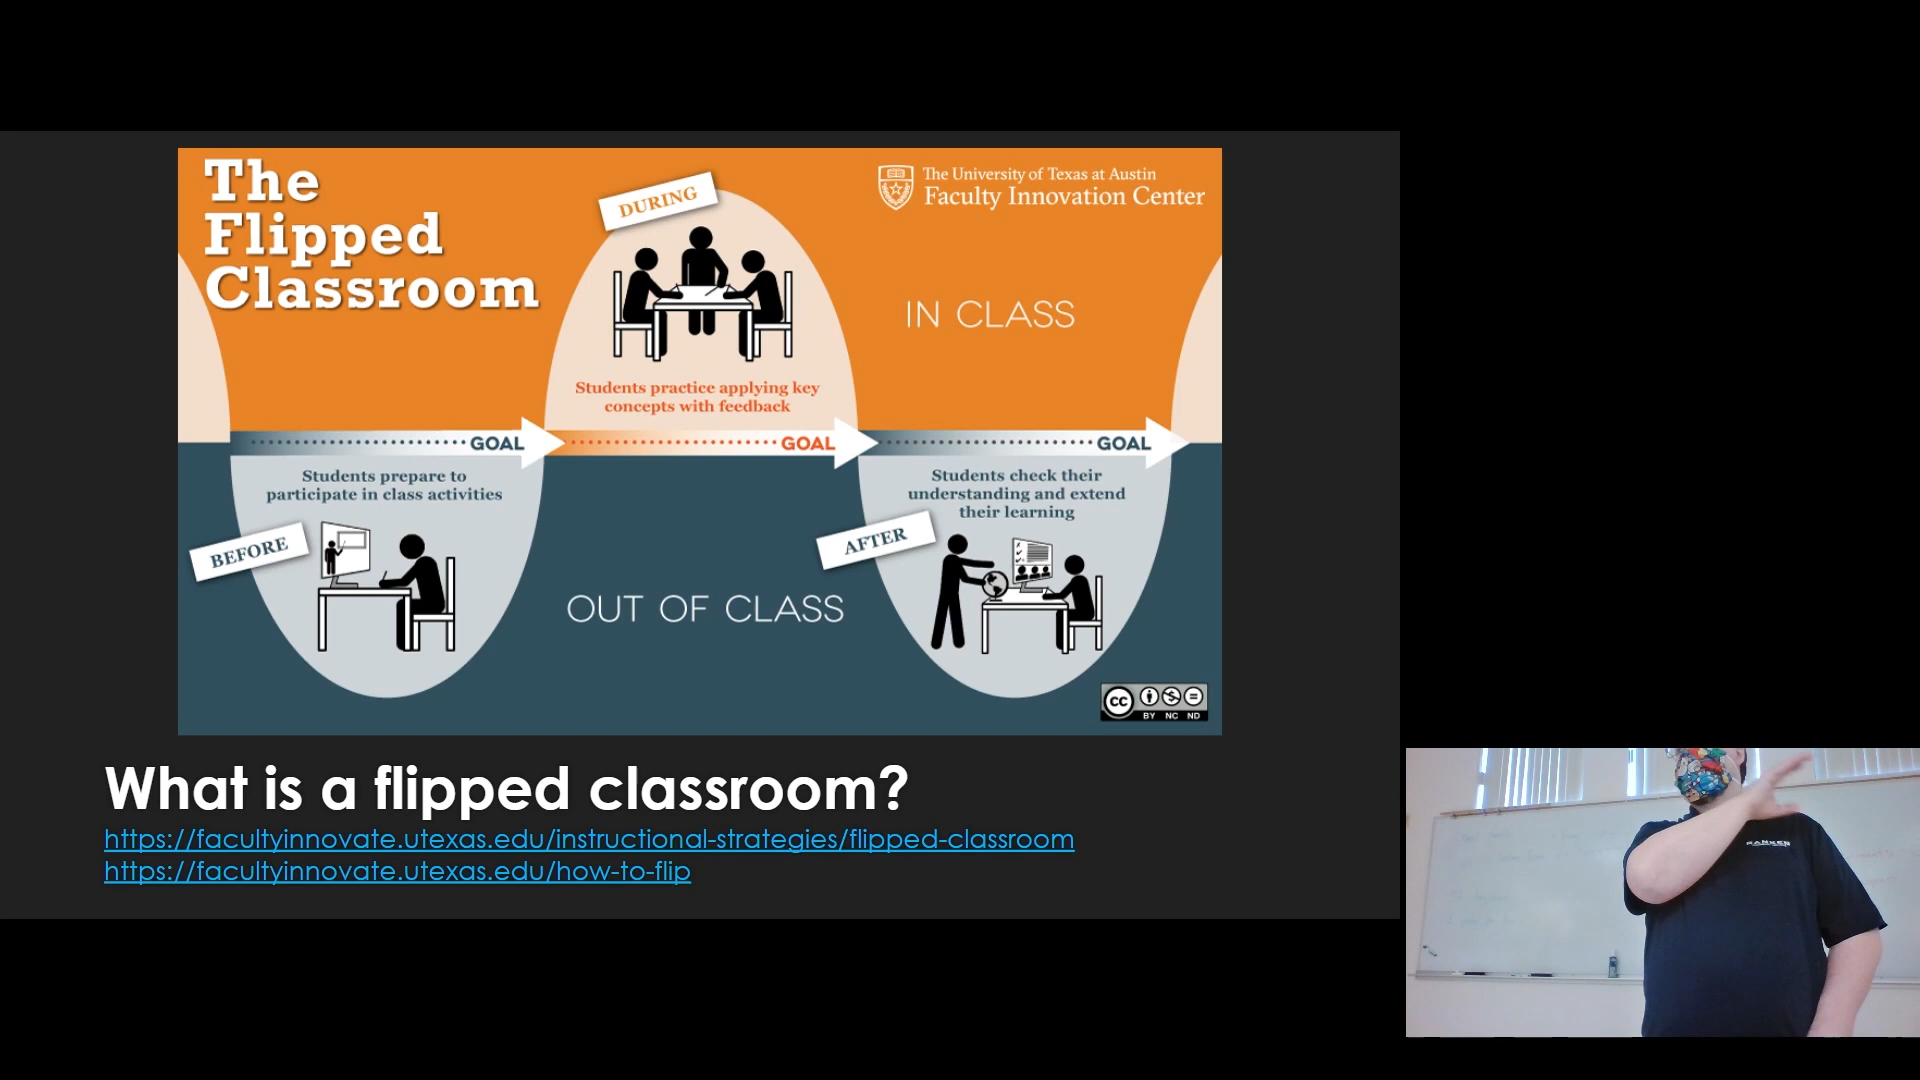 The
Flipped
Classroom
DURING
The University of Texas at Austin
Faculty Innovation Center
IN CLASS
Students practice applying key
concepts with feedback
GOAL
GOAL
GOAL
Students prepare to
participate in class activities
BEFORE
Students check their
understanding and extend
their learning
AFTER
OUT OF CLASS
CC
BY NC ND
What is a flipped classroom?
https://facultyinnovate.utexas.edu/instructional-strategies/flipped-classroom
https://facultyinnovate.utexas.edu/how-to-flip